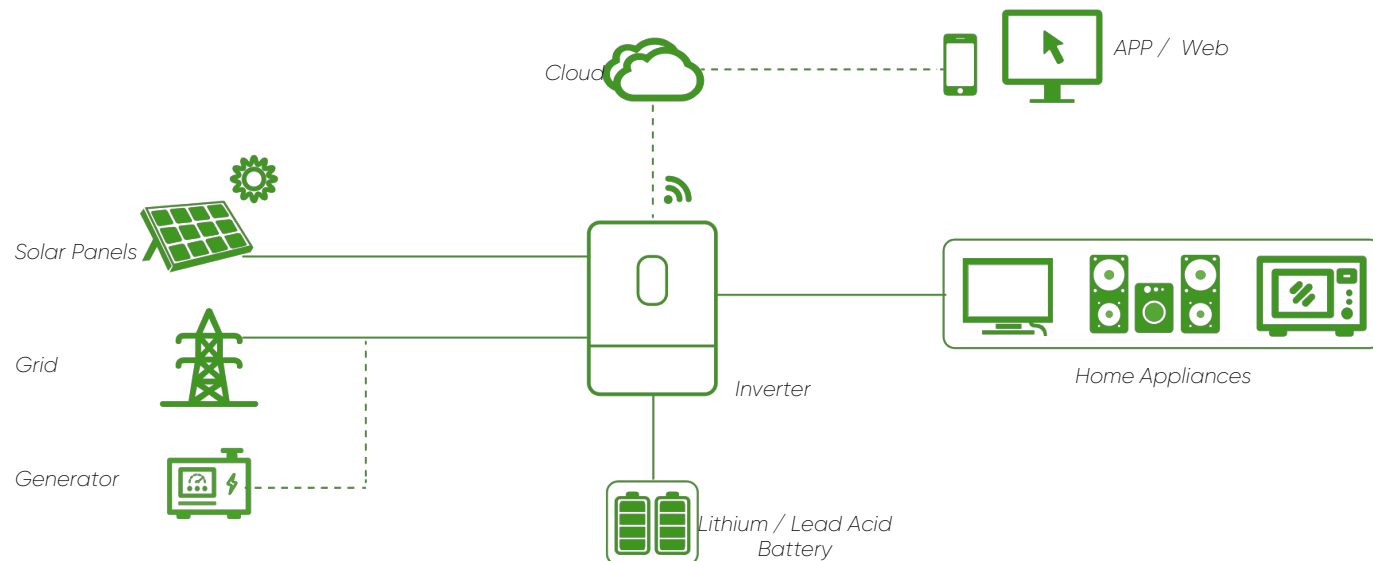 Cloud
APP / Web
Solar Panels
Grid
Home Appliances
Inverter
Generator
Lithium / Lead Acid
Battery